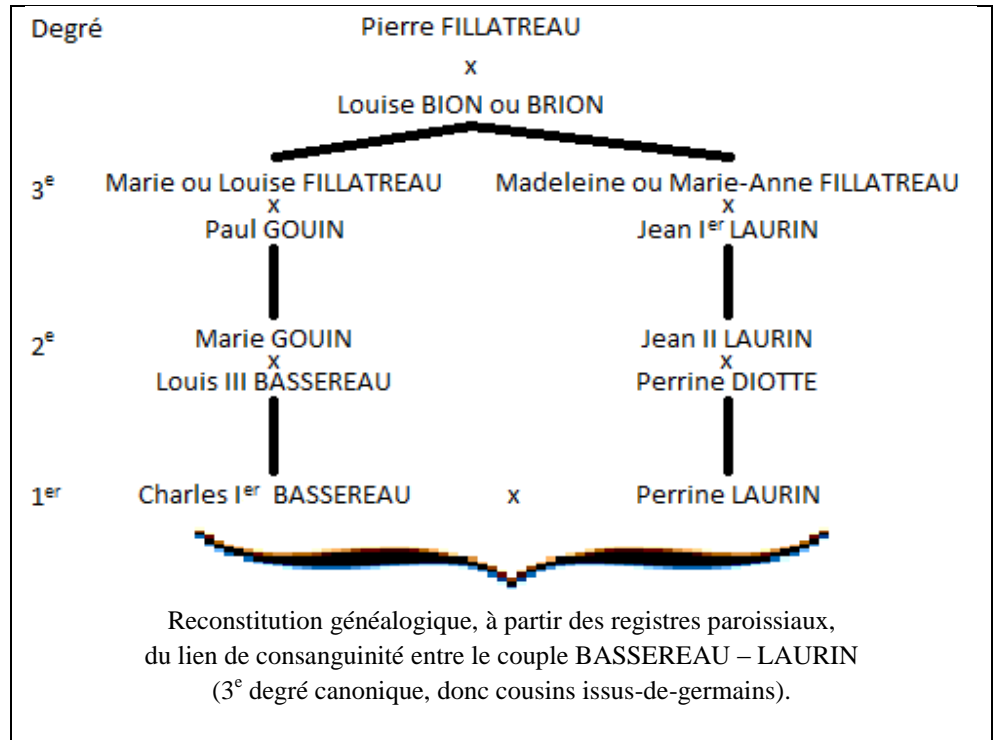 Degré Pierre FILLATREAU
x
Louise BION ou BRION
3e Marie ou Louise FILLATREAU Madeleine ou Marie-Anne FILLATREAU
x x
Paul GOUIN Jean Ier LAURIN
2e Marie GOUIN Jean II LAURIN
x x
Louis III BASSEREAU Perrine DIOTTE
1er Charles Ier BASSEREAU x Perrine LAURIN
Reconstitution généalogique, à partir des registres paroissiaux,
du lien de consanguinité entre le couple BASSEREAU – LAURIN
(3e degré canonique, donc cousins issus-de-germains).